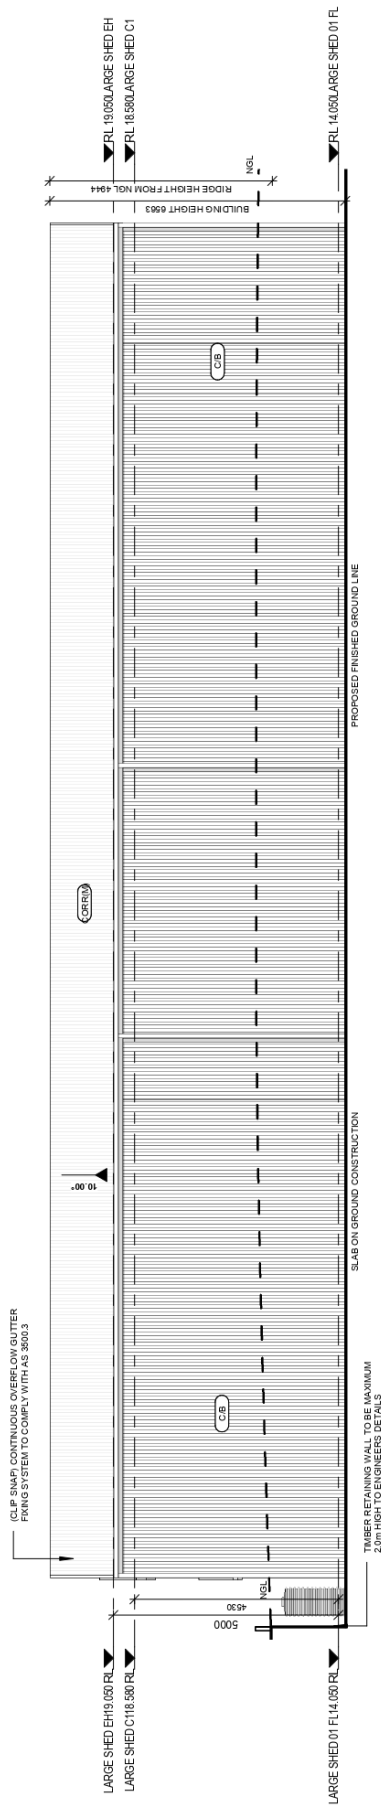 (CLIP SNAP) CONTINUOUS OVERFLOW GUTTER
FIXING SYSTEM TO COMPLY WITH AS 3500.3
10.00°
CORR(M)
RIDGE HEIGHT FROM NGL 4944
BUILDING HEIGHT 6563
RL 19.050LARGE SHED EH
RL 18.580LARGE SHED C1
NGL
RL 14.050LARGE SHED 01 FL
LARGE SHED EH19.050 RL
LARGE SHED C118.580 RL
LARGE SHED 01 FL14.050 RL
5000
4530
NGL
C/B
C/B
TIMBER RETAINING WALL TO BE MAXIMUM
2.0m HIGH TO ENGINEERS DETAILS
SLAB ON GROUND CONSTRUCTION
PROPOSED FINISHED GROUND LINE